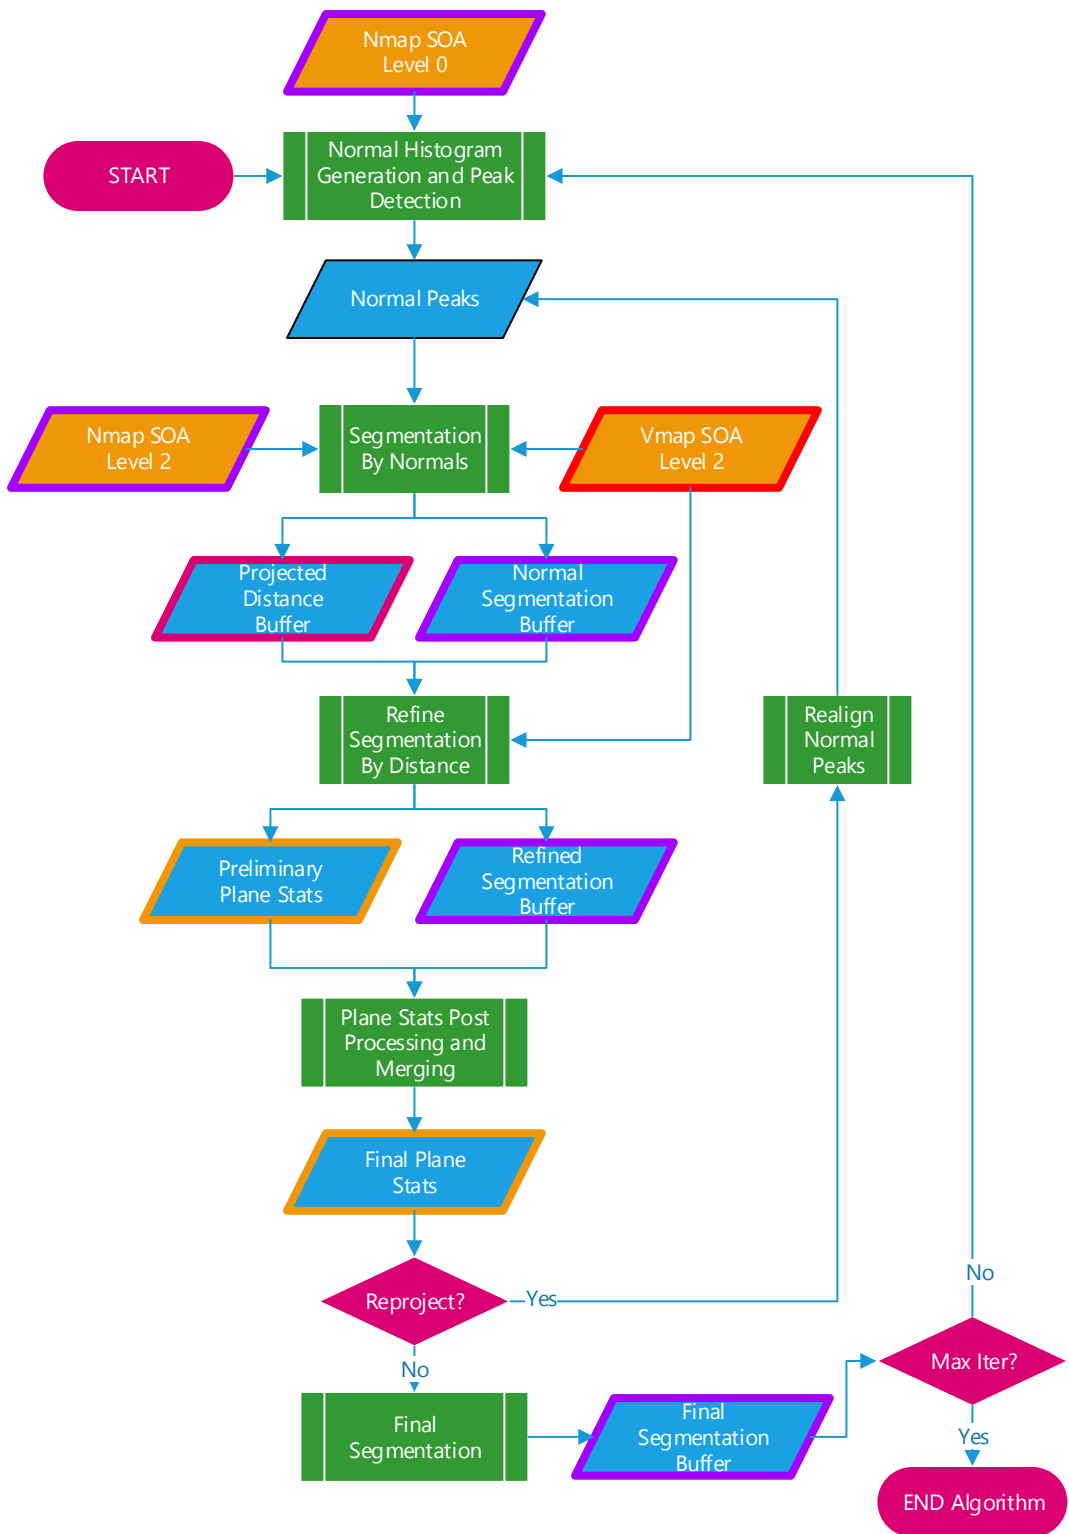 Nmap SOA
Level 0
START
Normal Histogram
Generation and Peak
Detection
Normal Peaks
Nmap SOA
Level 2
Segmentation
By Normals
Vmap SOA
Level 2
Projected
Distance
Buffer
Normal
Segmentation
Buffer
Refine
Segmentation
By Distance
Realign
Normal
Peaks
Preliminary
Plane Stats
Refined
Segmentation
Buffer
Plane Stats Post
Processing and
Merging
Final Plane
Stats
Reproject?
Yes
No
No
Max Iter?
Final
Segmentation
Final
Segmentation
Buffer
Yes
END Algorithm